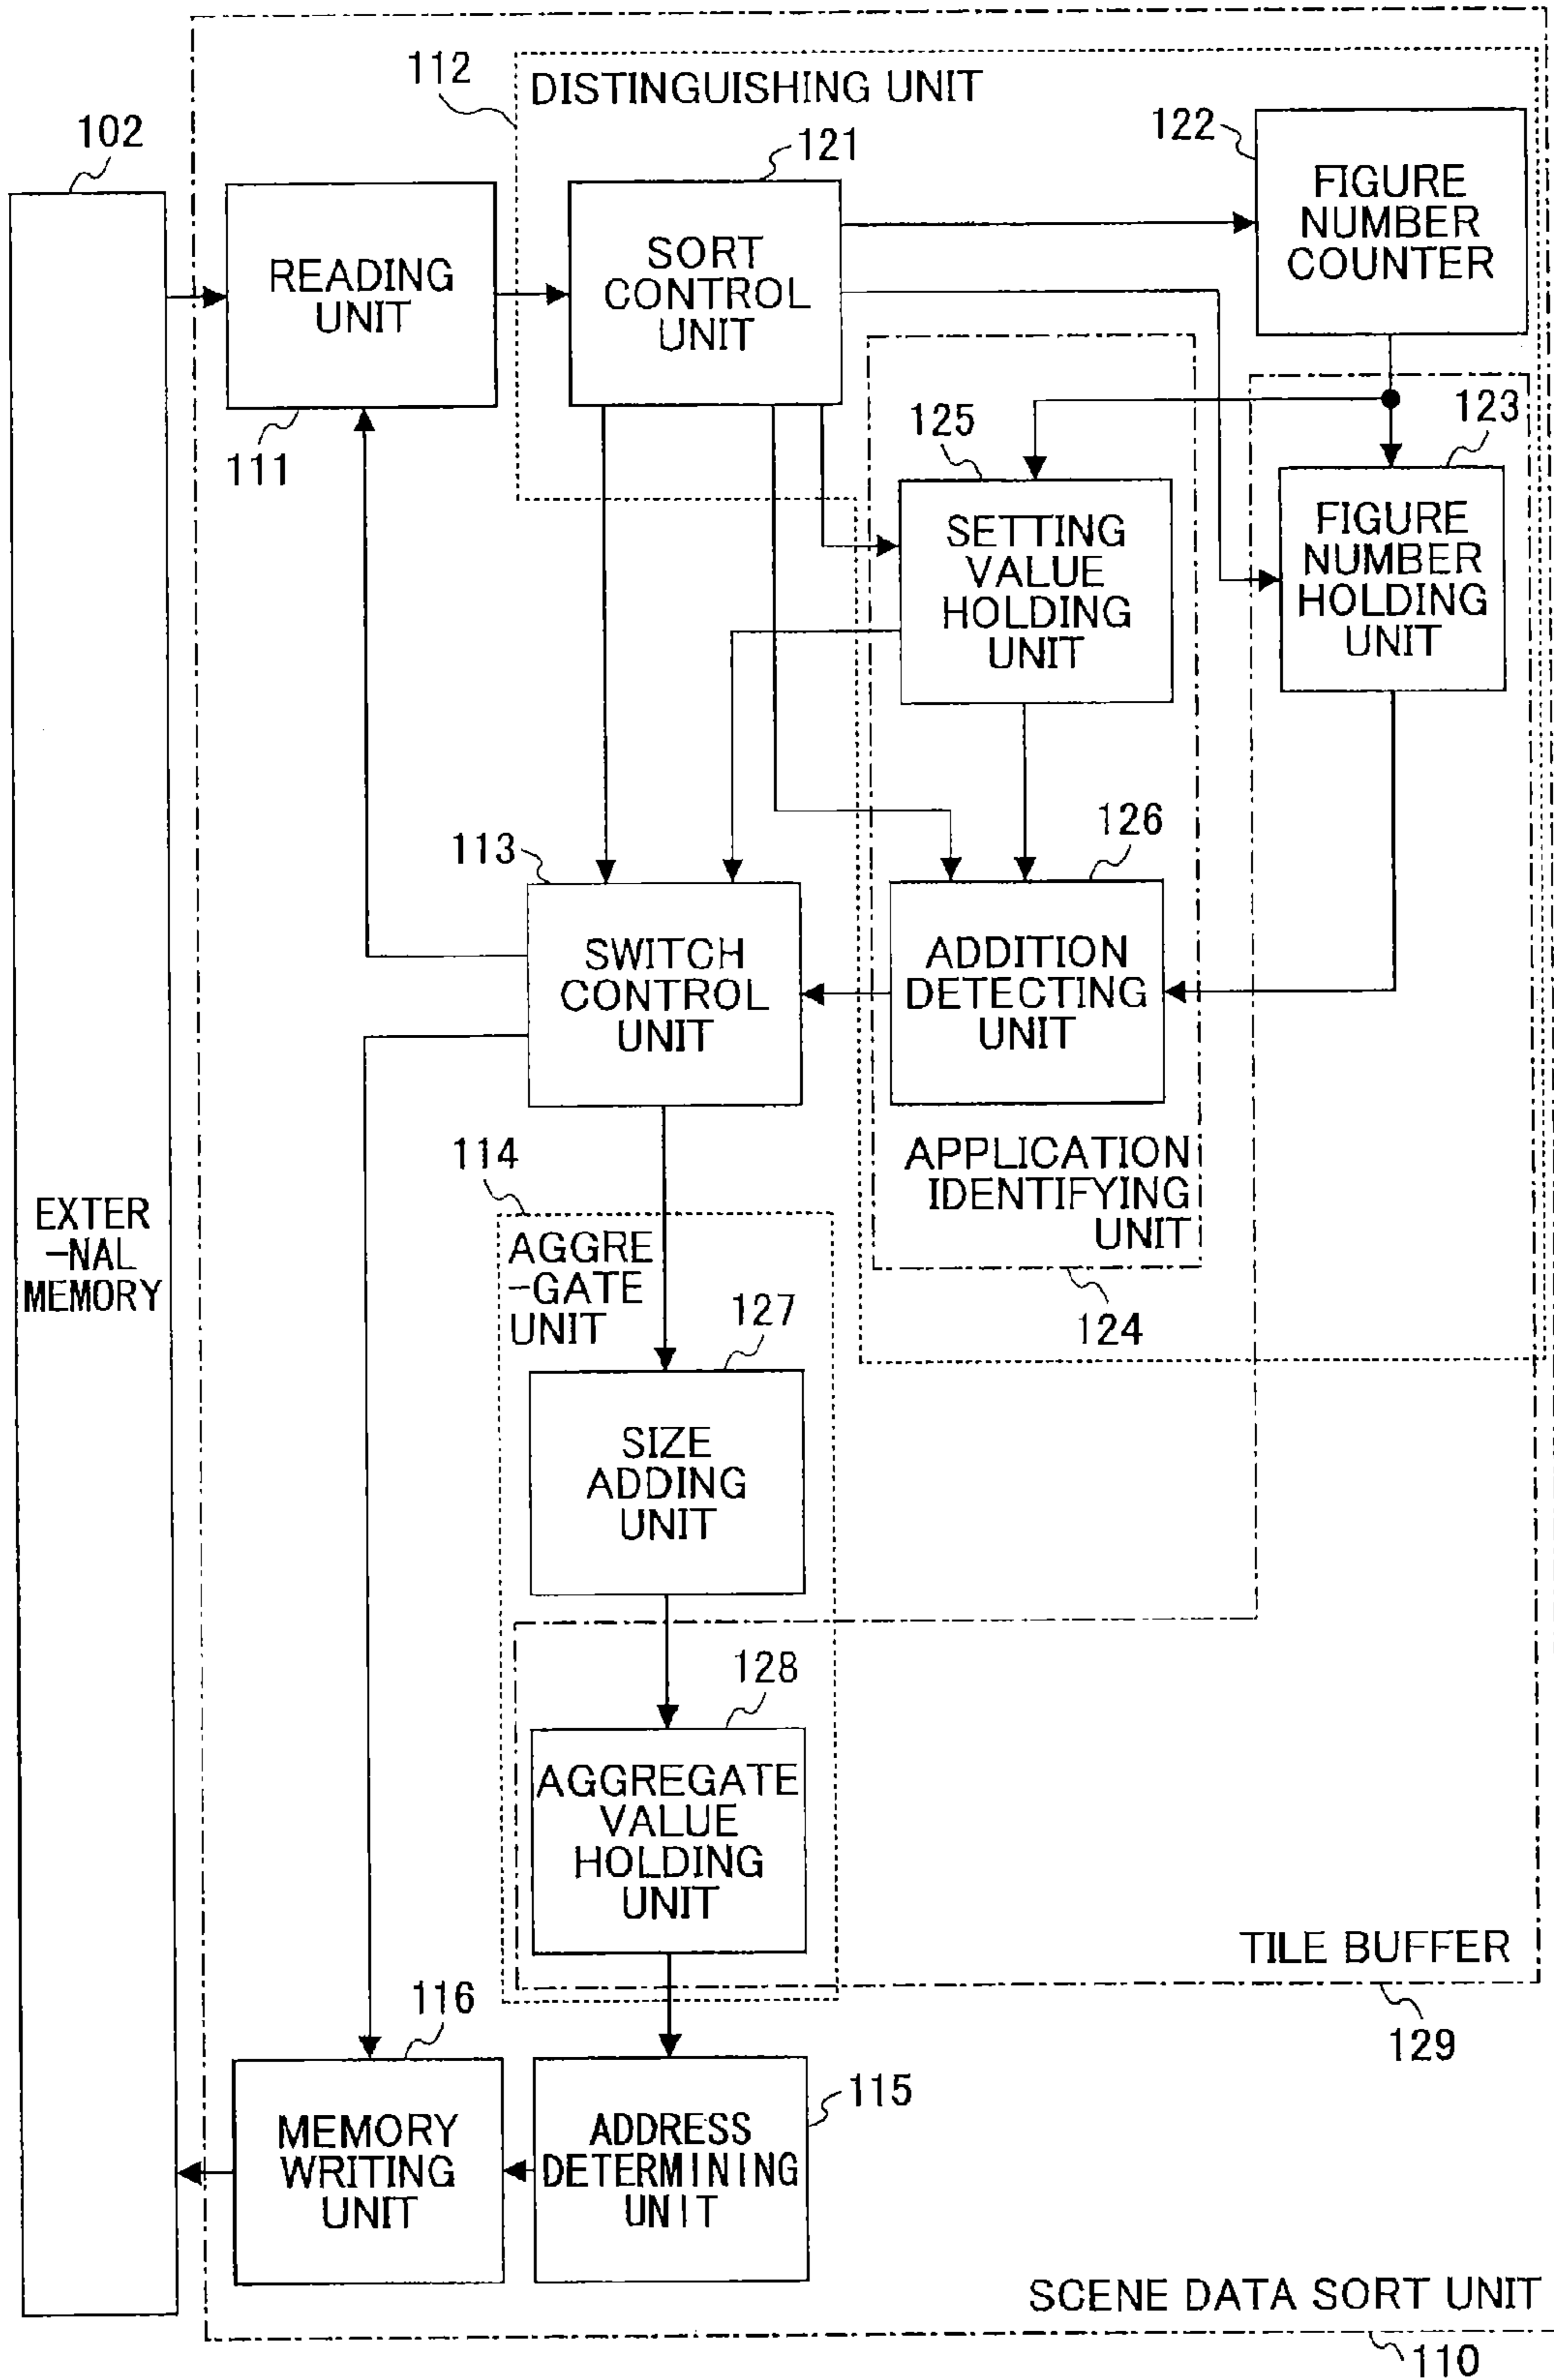 112
DISTINGUISHING UNIT
102
121
122
FIGURE
NUMBER
COUNTER
READING
UNIT
SORT
CONTROL
UNIT
111
125
123
SETTING
VALUE
HOLDING
UNIT
FIGURE
NUMBER
HOLDING
UNIT
113
126
SWITCH
CONTROL
UNIT
ADDITION
DETECTING
UNIT
114
APPLICATION
IDENTIFYING
UNIT
124
EXTER
-NAL
MEMORY
AGGRE
-GATE
UNIT
127
SIZE
ADDING
UNIT
128
AGGREGATE
VALUE
HOLDING
UNIT
TILE BUFFER
129
116
115
MEMORY
WRITING
UNIT
ADDRESS
DETERMINING
UNIT
SCENE DATA SORT UNIT
110